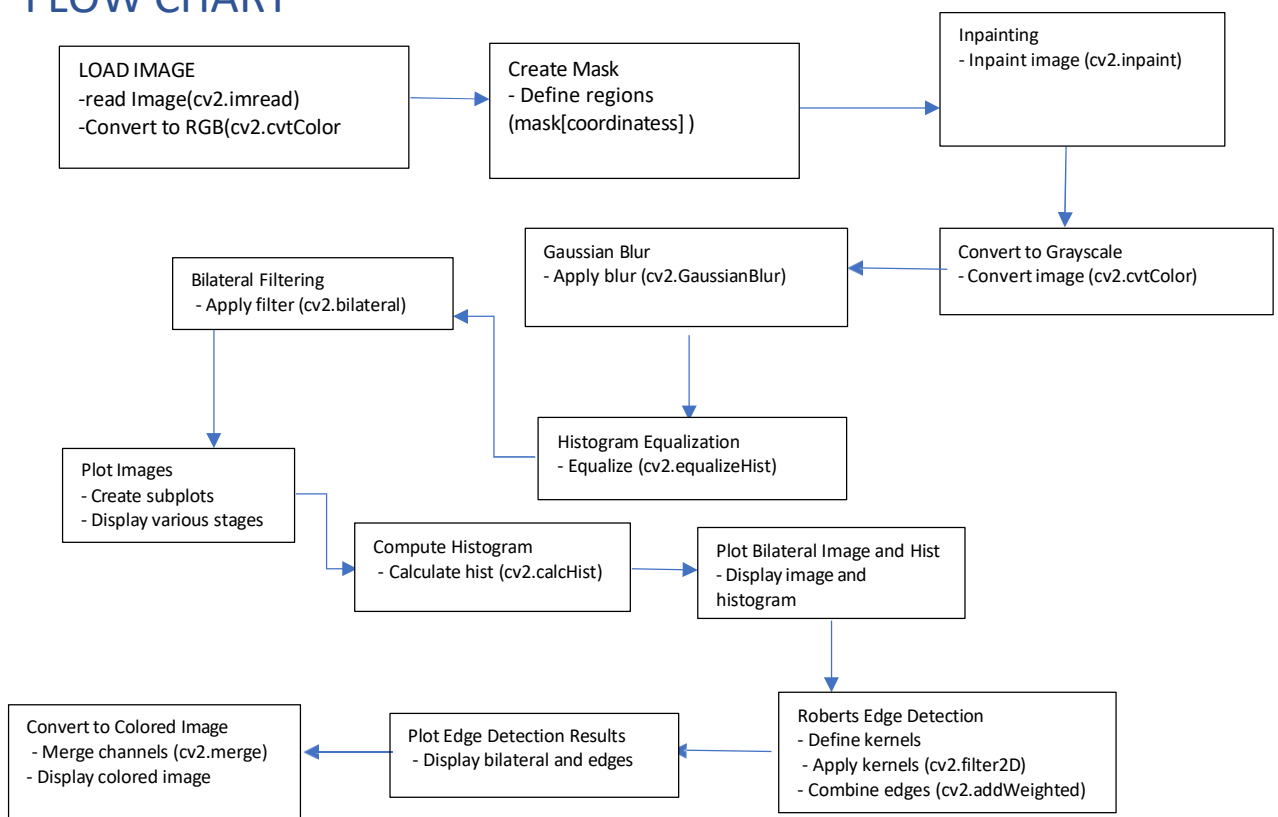 FLOW CHART
LOAD IMAGE
-read Image(cv2.imread)
-Convert to RGB(cv2.cvtColor
Create Mask
- Define regions
(mask[coordinatess] )
Inpainting
- Inpaint image (cv2.inpaint)
Convert to Grayscale
- Convert image (cv2.cvtColor)
Gaussian Blur
- Apply blur (cv2.GaussianBlur)
Histogram Equalization
- Equalize (cv2.equalizeHist)
Bilateral Filtering
- Apply filter (cv2.bilateral)
Plot Images
- Create subplots
- Display various stages
Compute Histogram
- Calculate hist (cv2.calcHist)
Plot Bilateral Image and Hist
- Display image and
histogram
Roberts Edge Detection
- Define kernels
- Apply kernels (cv2.filter2D)
- Combine edges (cv2.addWeighted)
Plot Edge Detection Results
- Display bilateral and edges
Convert to Colored Image
- Merge channels (cv2.merge)
- Display colored image